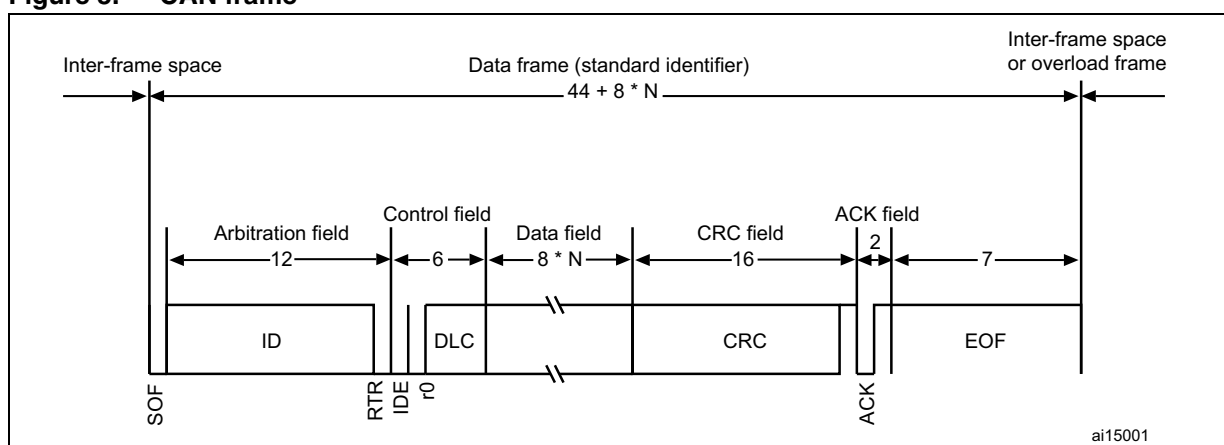 Figure 8. CAN frame
Inter-frame space
Data frame (standard identifier)
44 + 8 * N
Inter-frame space
or overload frame
Arbitration field
12
Control field
6
Data field
8 * N
CRC field
16
ACK field
2
7
ID
DLC
CRC
EOF
SOF
RTR
IDE
r0
ACK
ai15001